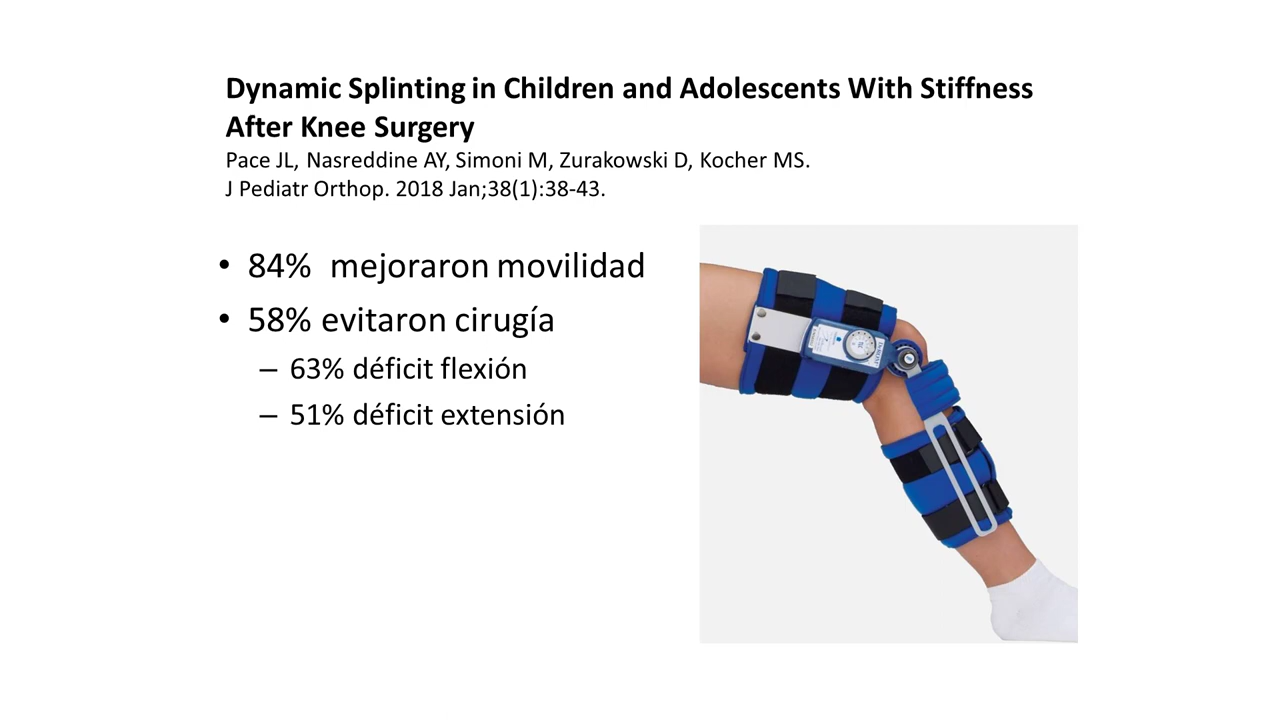 Dynamic Splinting in Children and Adolescents With Stiffness
After Knee Surgery
Pace JL, Nasreddine AY, Simoni M, Zurakowski D, Kocher MS.
J Pediatr Orthop. 2018 Jan;38(1):38-43.
• 84% mejoraron movilidad
• 58% evitaron cirugía
– 63% déficit flexión
– 51% déficit extensión